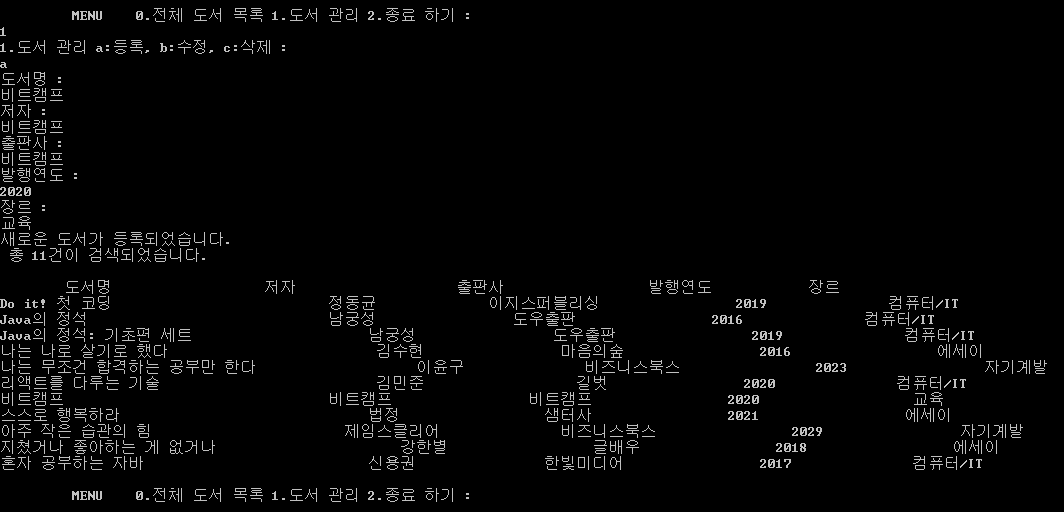 MENU 0.전체 도서 목록 1.도서 관리 2.종료 하기 :
1
1.도서 관리 a:등록, b:수정, c:삭제 :
a
도서명 :
비트캠프
저자 :
비트캠프
출판사 :
비트캠프
발행연도 :
2020
장르 :
교육
새로운 도서가 등록되었습니다.
총 11건이 검색되었습니다.
도서명 저자 출판사 발행연도 장르
Do it! 첫 코딩 정동균 이지스퍼블리싱 2019 컴퓨터/IT
Java의 정석 남궁성 도우출판 2016 컴퓨터/IT
Java의 정석: 기초편 세트 남궁성 도우출판 2019 컴퓨터/IT
나는 나로 살기로 했다 김수현 마음의숲 2016 에세이
나는 무조건 합격하는 공부만 한다 이윤구 비즈니스북스 2023 자기계발
리액트를 다루는 기술 김민준 길벗 2020 컴퓨터/IT
비트캠프 비트캠프 비트캠프 2020 교육
스스로 행복하라 법정 샘터사 2021 에세이
아주 작은 습관의 힘 제임스클리어 비즈니스북스 2029 자기계발
지쳤거나 좋아하는 게 없거나 강한별 글배우 2018 에세이
혼자 공부하는 자바 신용권 한빛미디어 2017 컴퓨터/IT
MENU 0.전체 도서 목록 1.도서 관리 2.종료 하기 :